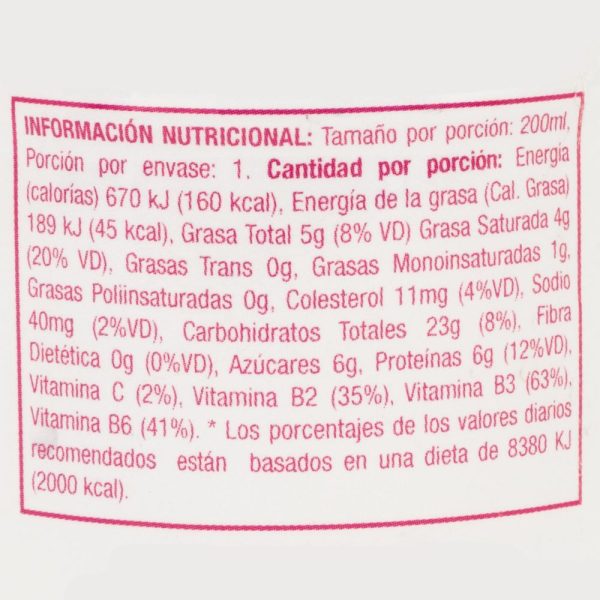 INFORMACIÓN NUTRICIONAL: Tamaño por porción: 200ml,
Porción por envase: 1. Cantidad por porción: Energía
(calorías) 670 kJ (160 kcal), Energía de la grasa (Cal. Grasa)
189 kJ (45 kcal), Grasa Total 5g (8% VD) Grasa Saturada 4g
(20% VD), Grasas Trans 0g, Grasas Monoinsaturadas 1g,
Grasas Poliinsaturadas 0g, Colesterol 11mg (4%VD), Sodio
40mg (2%VD), Carbohidratos Totales 23g (8%), Fibra
Dietética 0g (0%VD), Azúcares 6g, Proteínas 6g (12%VD),
Vitamina C (2%), Vitamina B2 (35%), Vitamina B3 (63%),
Vitamina B6 (41%). * Los porcentajes de los valores diarios
recomendados están basados en una dieta de 8380 KJ
(2000 kcal).